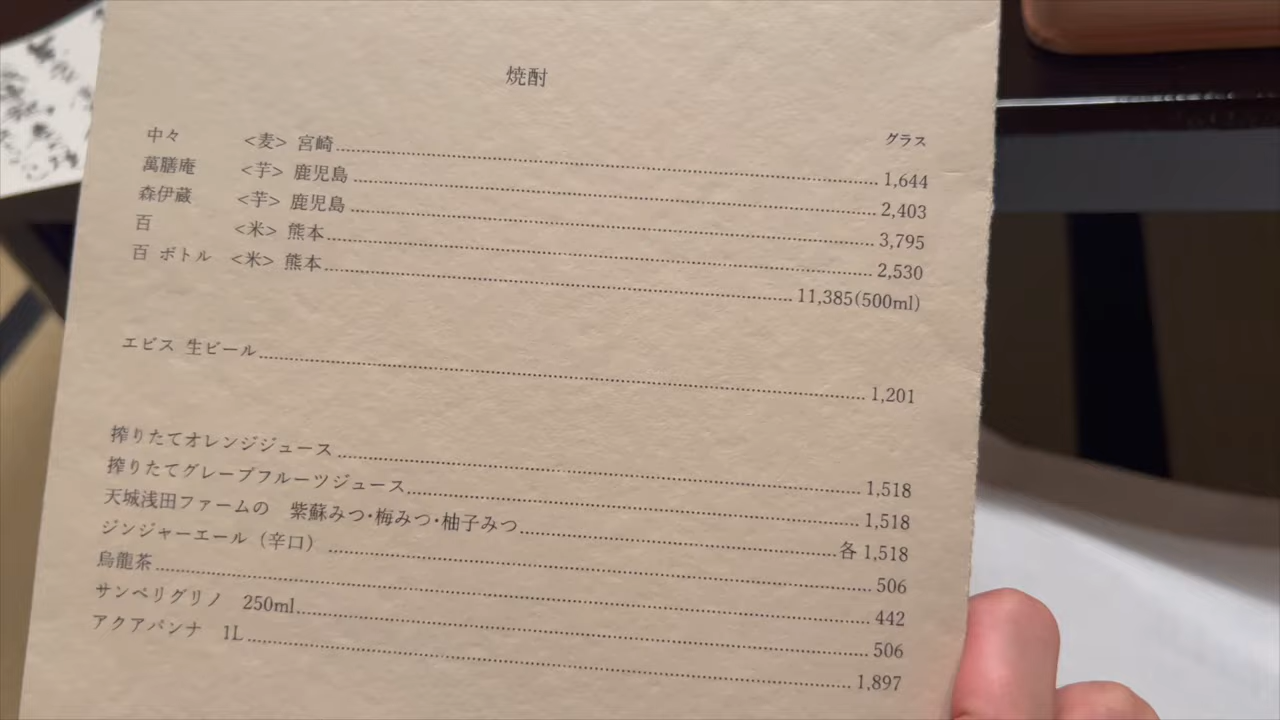 焼酎
グラス
中々 <麦> 宮崎 1,644
萬膳庵 <芋> 鹿児島 2,403
森伊蔵 <芋> 鹿児島 3,795
百 <米> 熊本 2,530
百 ボトル <米> 熊本 11,385(500ml)
エビス 生ビール 1,201
搾りたてオレンジジュース 1,518
搾りたてグレープフルーツジュース 1,518
天城浅田ファームの 紫蘇みつ・梅みつ・柚子みつ 各 1,518
ジンジャーエール（辛口） 506
烏龍茶 442
サンペリグリノ 250ml 506
アクアパンナ 1L 1,897